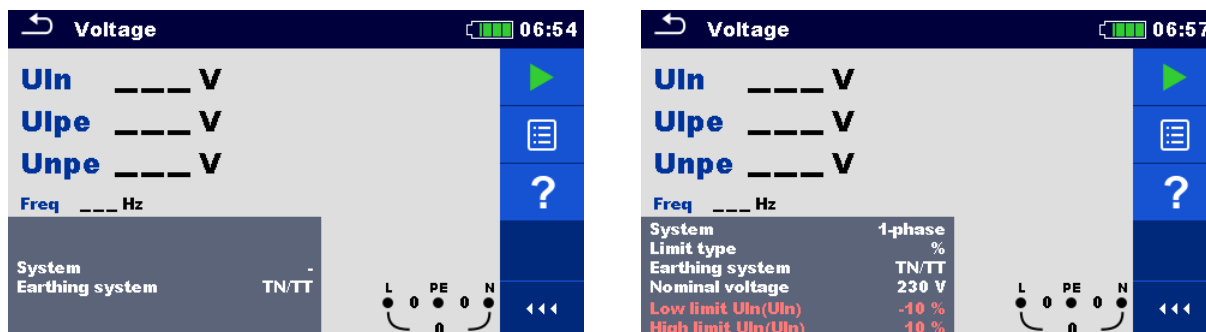 Voltage 06:54
Uln ___ V
Ulpe ___ V
Unpe ___ V
Freq ___ Hz
?
System -
Earthing system TN/TT
L PE N
0 0
0
Voltage 06:57
Uln ___ V
Ulpe ___ V
Unpe ___ V
Freq ___ Hz
?
System 1-phase
Limit type %
Earthing system TN/TT
Nominal voltage 230 V
Low limit Uln(Uln) -10 %
High limit Uln(Uln) 10 %
L PE N
0 0
0